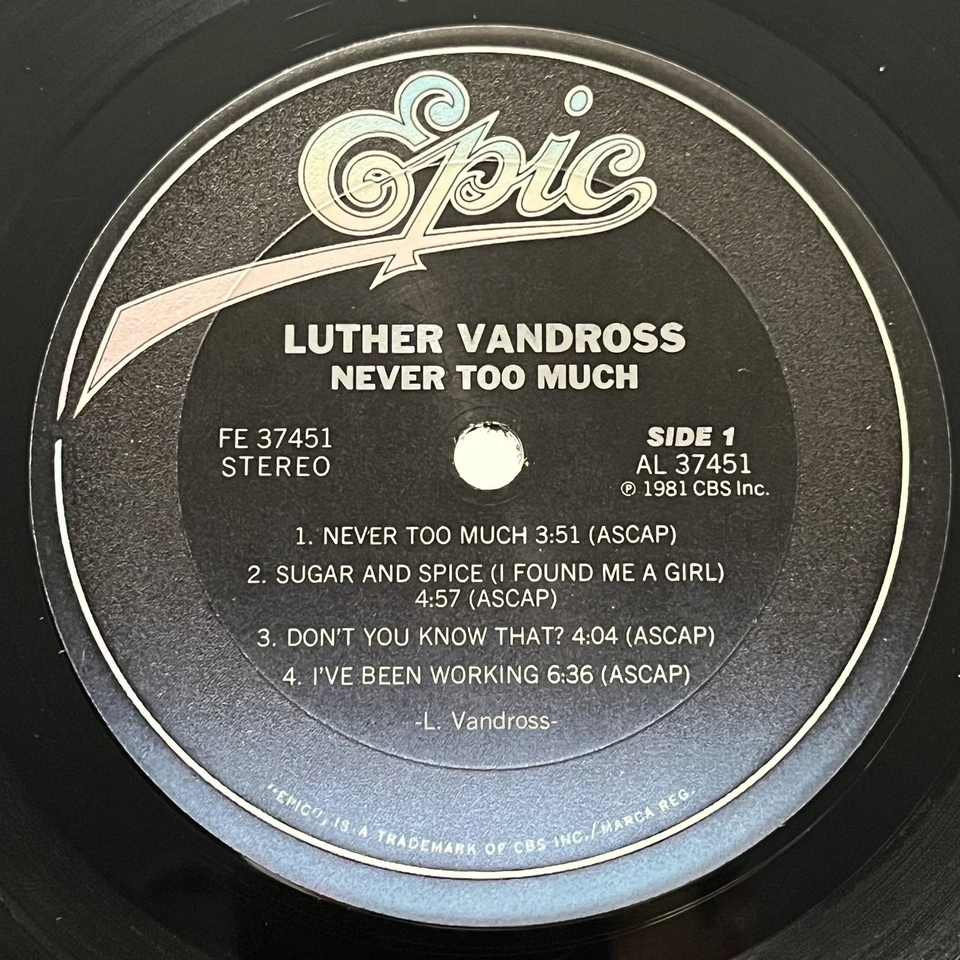 Epic
LUTHER VANDROSS
NEVER TOO MUCH
FE 37451
STEREO
SIDE 1
AL 37451
℗ 1981 CBS Inc.
1. NEVER TOO MUCH 3:51 (ASCAP)
2. SUGAR AND SPICE (I FOUND ME A GIRL)
4:57 (ASCAP)
3. DON'T YOU KNOW THAT? 4:04 (ASCAP)
4. I'VE BEEN WORKING 6:36 (ASCAP)
-L. Vandross-
"EPIC", IS A TRADEMARK OF CBS INC./MARCA REG.